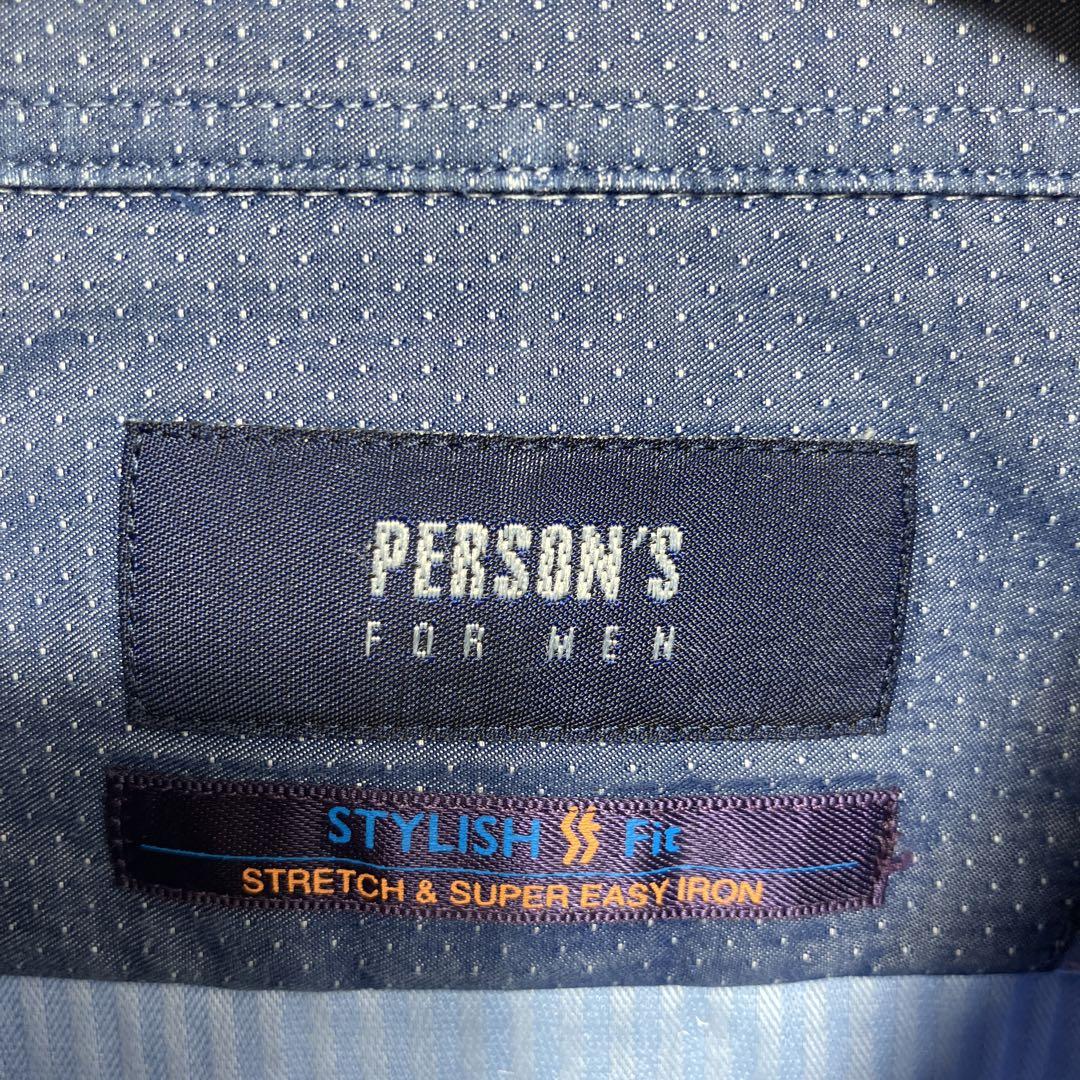 PERSON'S
FOR MEN
STYLISH Fit
STRETCH & SUPER EASY IRON